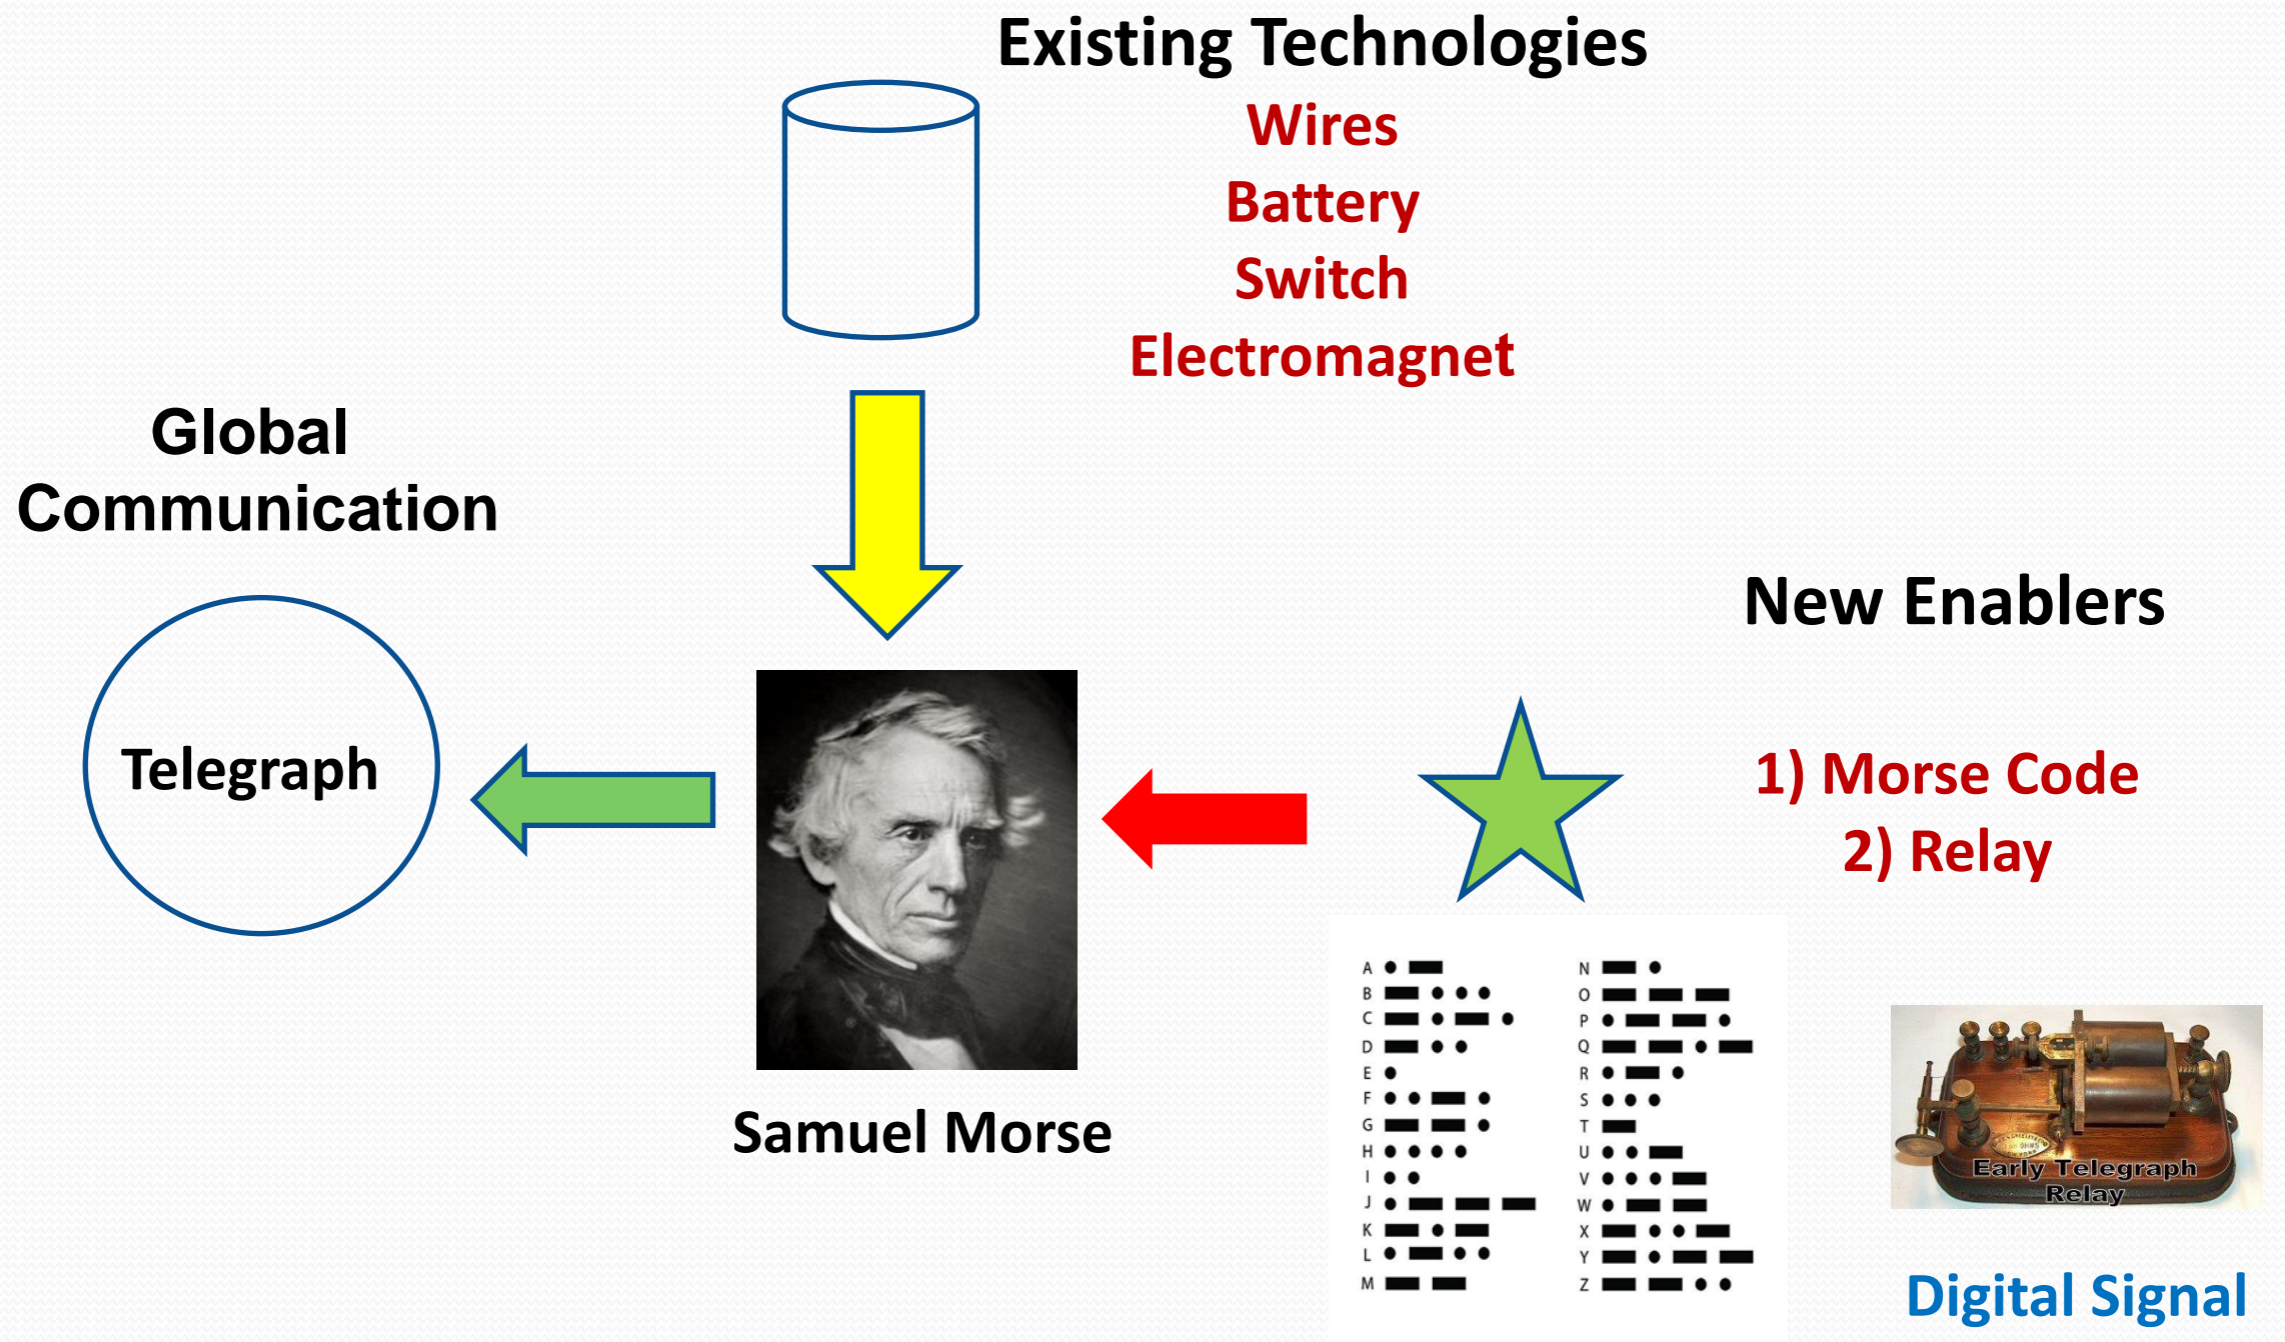 Existing Technologies
Wires
Battery
Switch
Electromagnet
Global
Communication
Telegraph
New Enablers
1) Morse Code
2) Relay
Samuel Morse
A
B
C
D
E
F
G
H
I
J
K
L
M
N
O
P
Q
R
S
T
U
V
W
X
Y
Z
Early Telegraph
Relay
Digital Signal